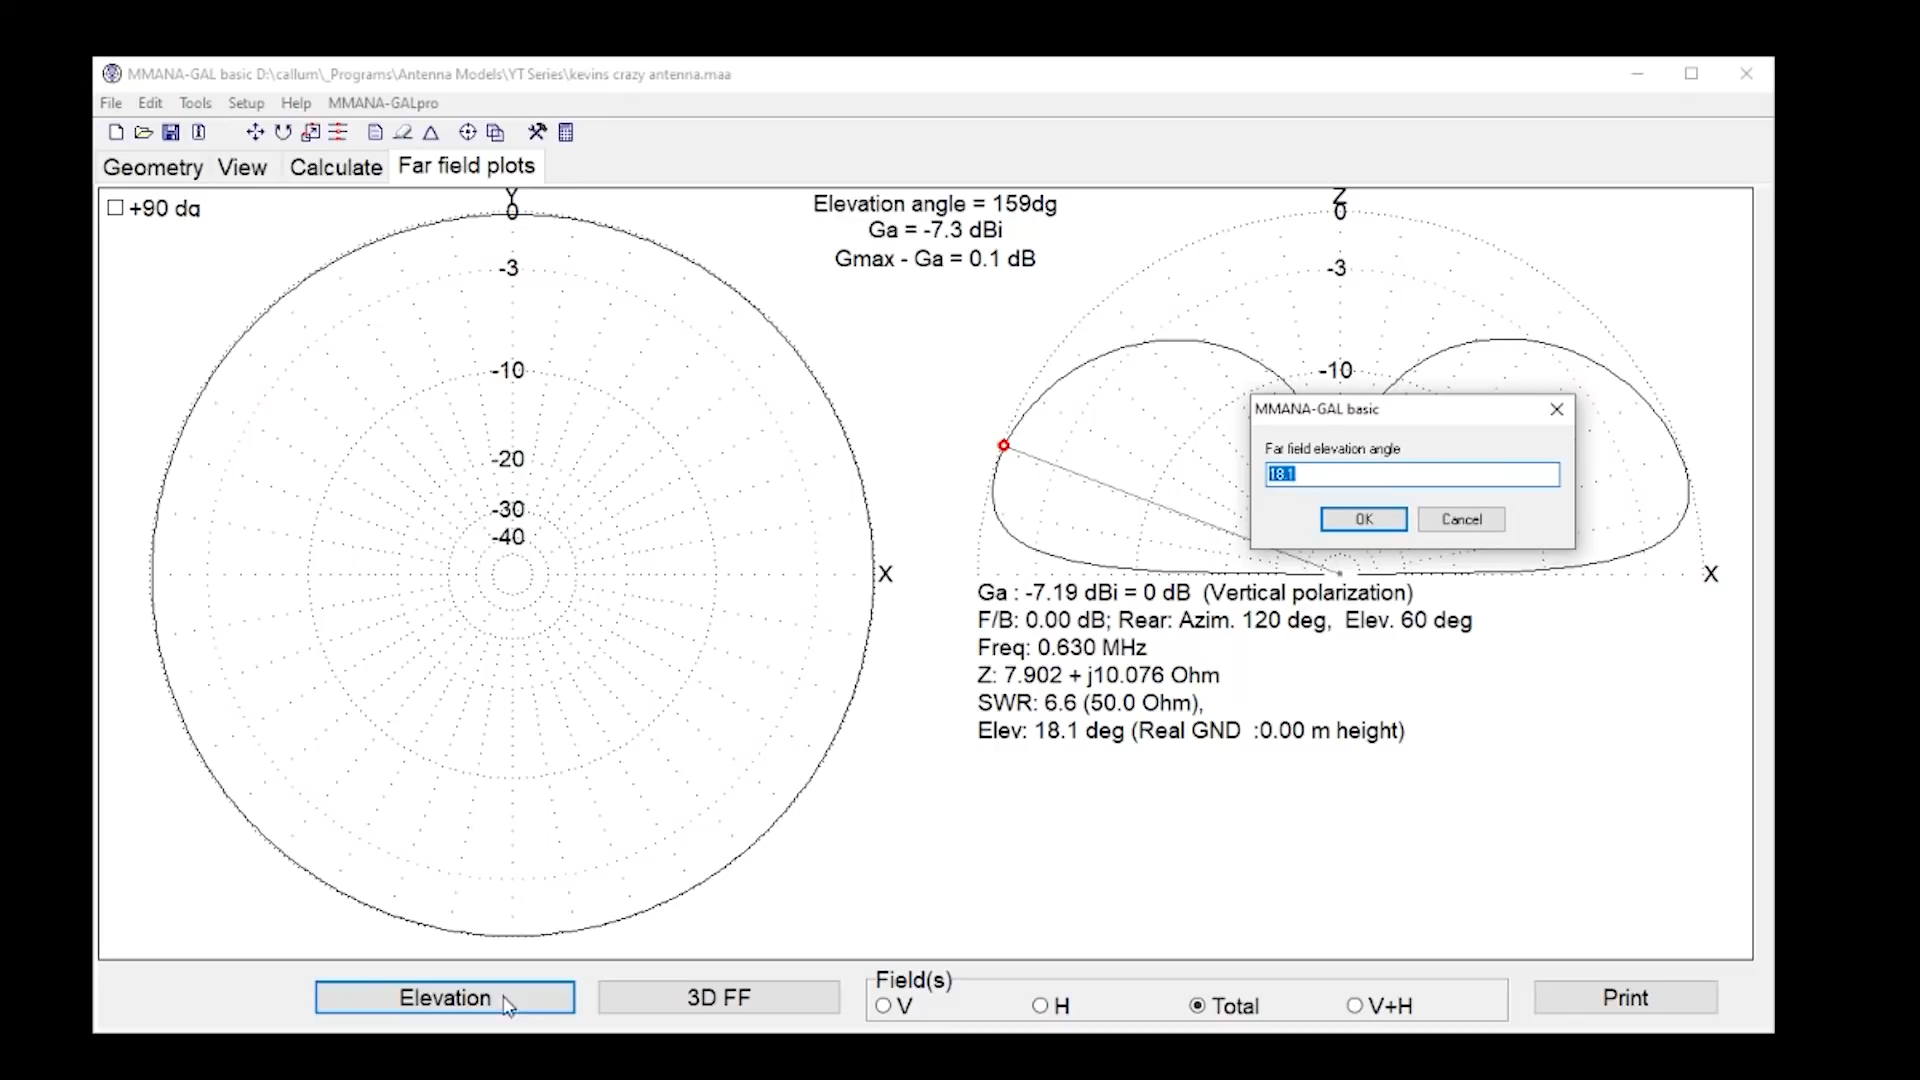 MMANA-GAL basic D:\callum\_Programs\Antenna Models\YT Series\kevins crazy antenna.maa
File Edit Tools Setup Help MMANA-GALpro
Geometry View Calculate Far field plots
+90 dg
Y
0
-3
-10
-20
-30
-40
X
Elevation angle = 159dg
Ga = -7.3 dBi
Gmax - Ga = 0.1 dB
Z
0
-3
-10
X
MMANA-GAL basic
Far field elevation angle
18.1
OK Cancel
Ga : -7.19 dBi = 0 dB (Vertical polarization)
F/B: 0.00 dB; Rear: Azim. 120 deg, Elev. 60 deg
Freq: 0.630 MHz
Z: 7.902 + j10.076 Ohm
SWR: 6.6 (50.0 Ohm),
Elev: 18.1 deg (Real GND :0.00 m height)
Elevation 3D FF
Field(s)
V H Total V+H
Print